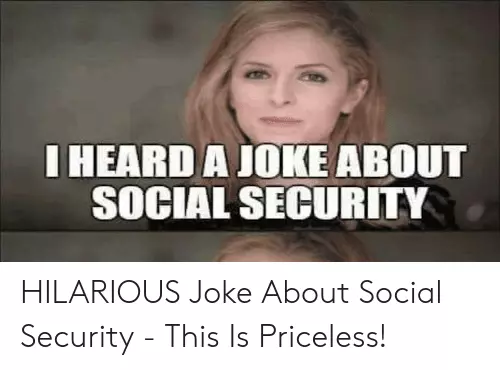 I HEARD A JOKE ABOUT
SOCIAL SECURITY
HILARIOUS Joke About Social
Security - This Is Priceless!